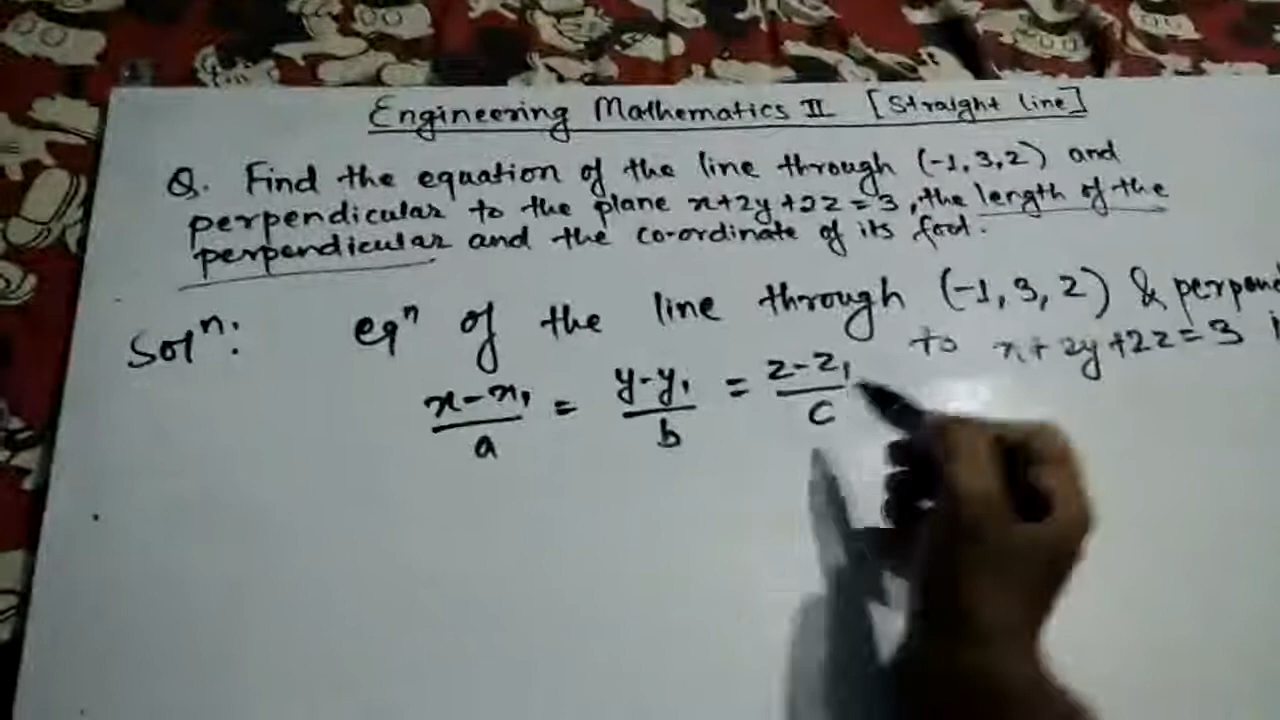 Engineering Mathematics II [Straight line]
Q. Find the equation of the line through (-1,3,2) and
perpendicular to the plane x+2y+2z=3, the length of the
perpendicular and the co-ordinate of its foot.
Solⁿ: eqⁿ of the line through (-1,3,2) & perpend
to x+2y+2z=3 i
x-x₁/a = y-y₁/b = z-z₁/c